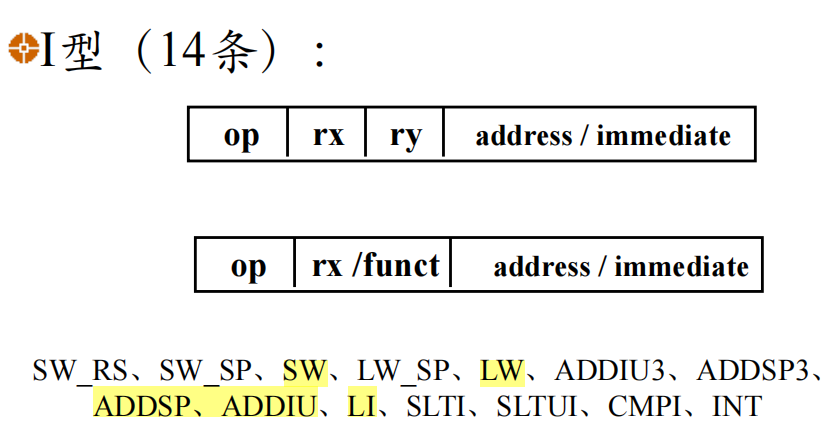 I型（14条）：
op rx ry address / immediate
op rx /funct address / immediate
SW_RS、SW_SP、SW、LW_SP、LW、ADDIU3、ADDSP3、
ADDSP、ADDIU、LI、SLTI、SLTUI、CMPI、INT